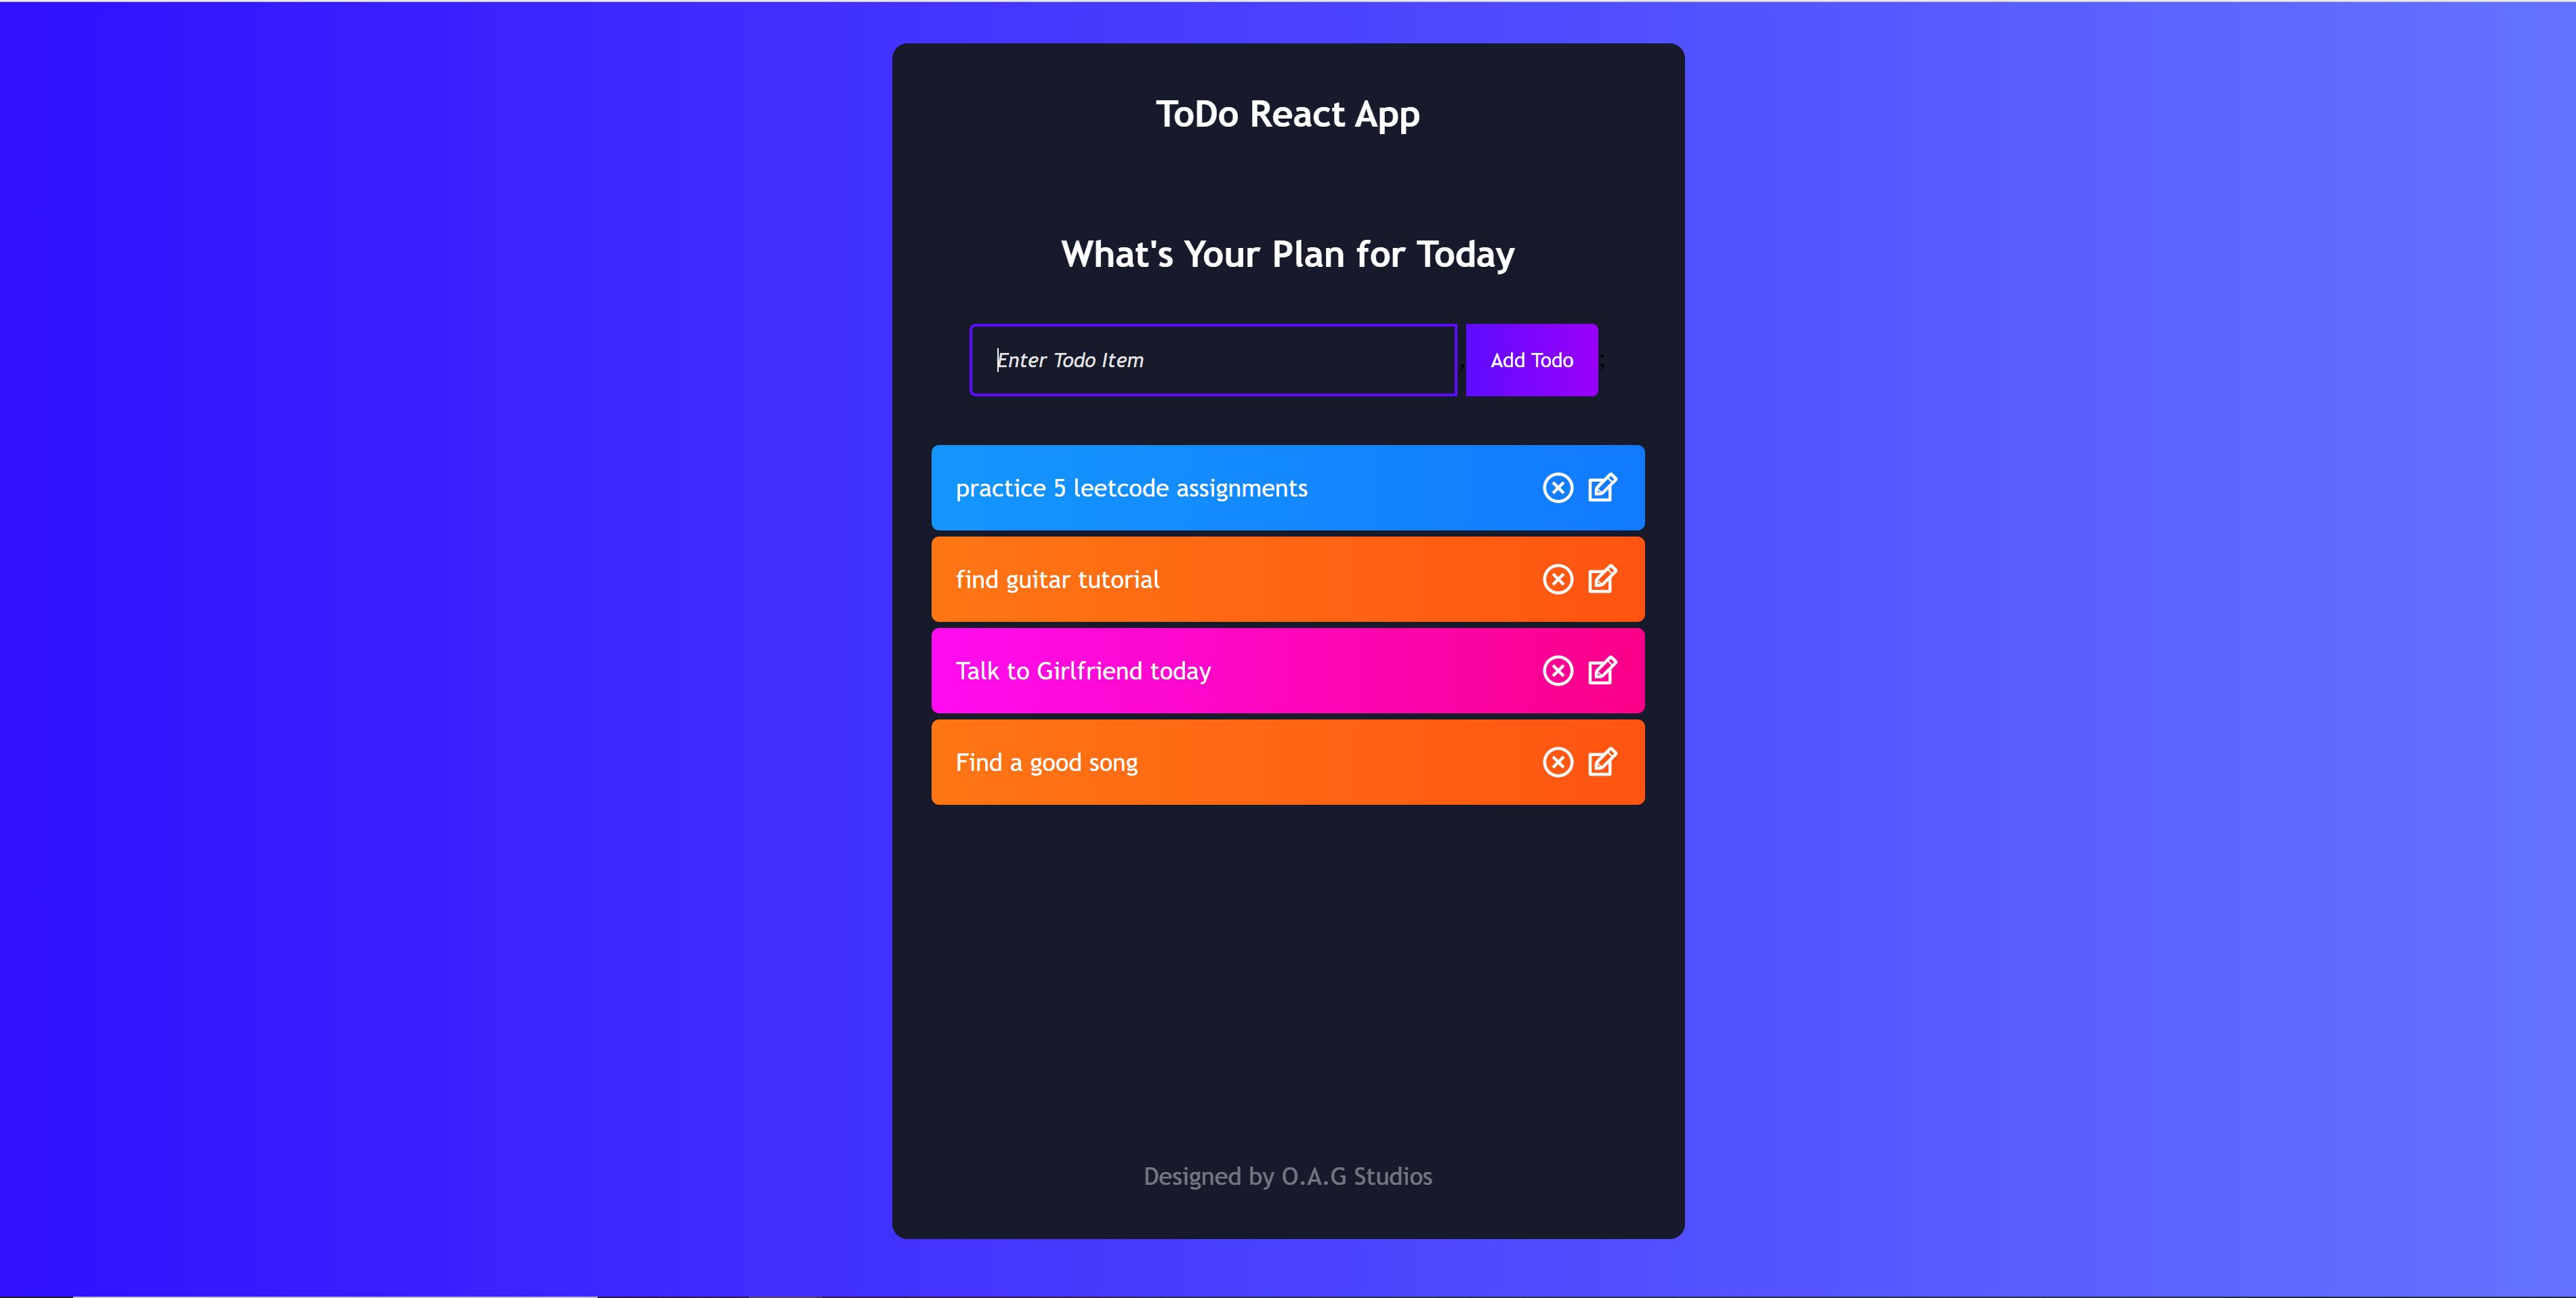 ToDo React App
What's Your Plan for Today
Enter Todo Item , Add Todo ;
practice 5 leetcode assignments
find guitar tutorial
Talk to Girlfriend today
Find a good song
Designed by O.A.G Studios